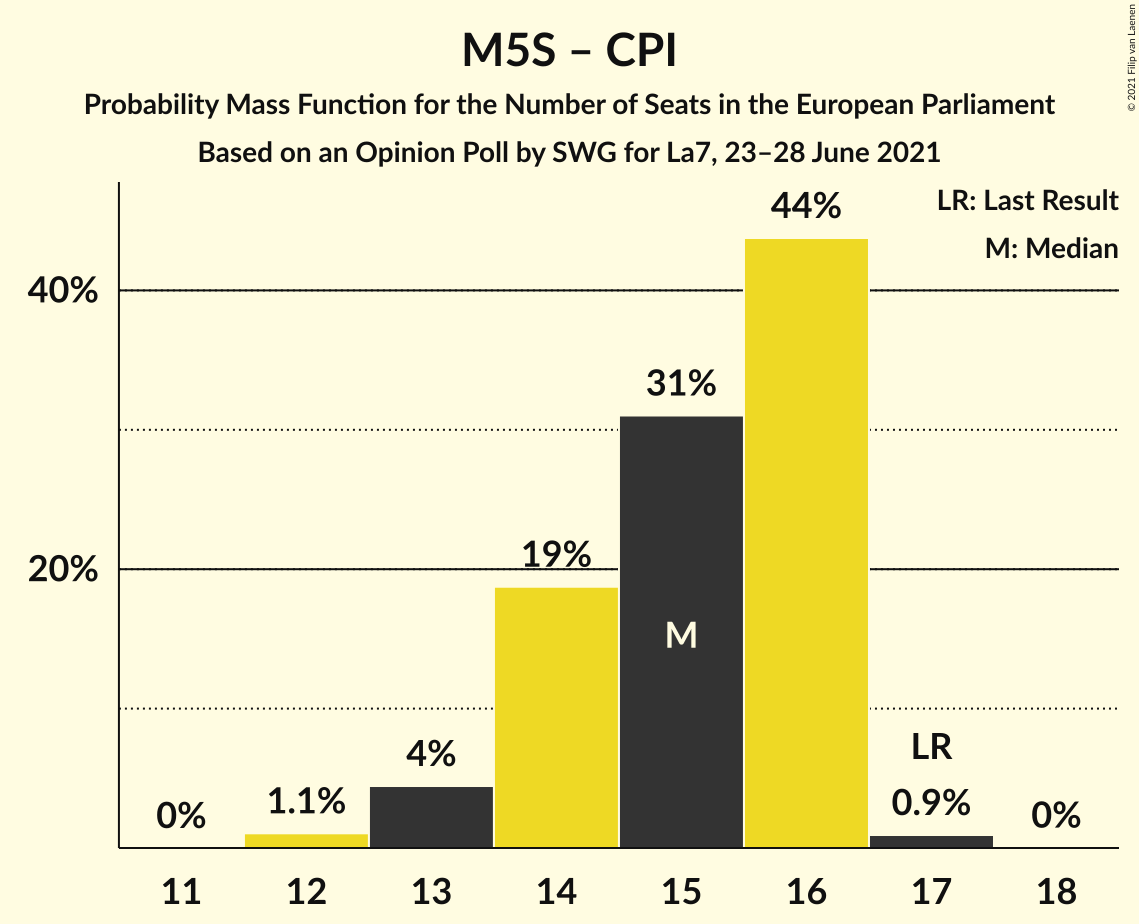 M5S – CPI
Probability Mass Function for the Number of Seats in the European Parliament
Based on an Opinion Poll by SWG for La7, 23–28 June 2021
© 2021 Filip van Laenen
LR: Last Result
M: Median
40%
20%
0%
1.1%
4%
19%
31%
M
44%
LR
0.9%
0%
11 12 13 14 15 16 17 18